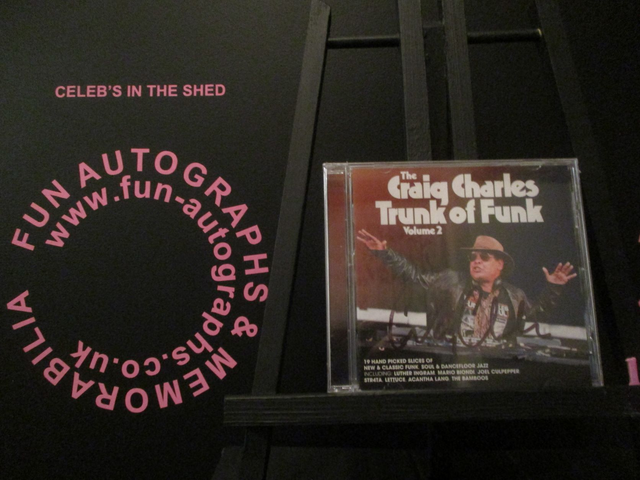 CELEB'S IN THE SHED
FUN AUTOGRAPHS & MEMORABILIA
www.fun-autographs.co.uk
The
Craig Charles
Trunk of Funk
Volume 2
19 HAND PICKED SLICES OF
NEW & CLASSIC FUNK, SOUL & DANCEFLOOR JAZZ
INCLUDING: LUTHER INGRAM, MARIO BIONDI, JOEL CULPEPPER
STR4TA, LETTUCE, ACANTHA LANG, THE BAMBOOS